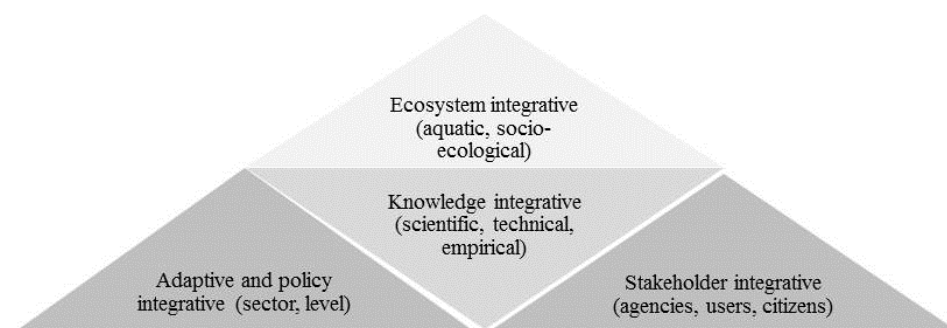 Ecosystem integrative
(aquatic, socio-
ecological)
Knowledge integrative
(scientific, technical,
empirical)
Adaptive and policy
integrative (sector, level)
Stakeholder integrative
(agencies, users, citizens)